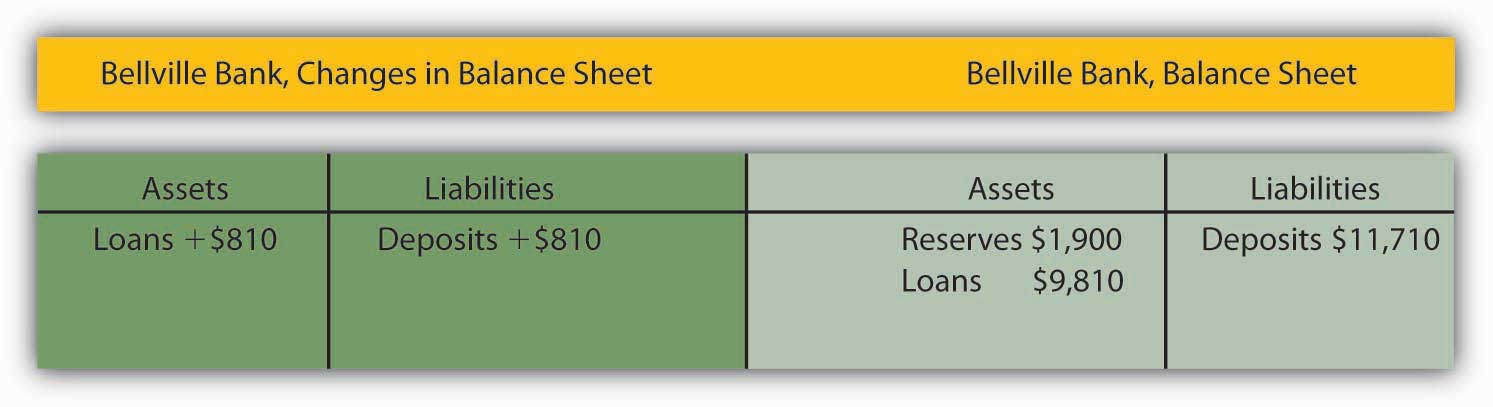 Bellville Bank, Changes in Balance Sheet Bellville Bank, Balance Sheet
Assets Liabilities Assets Liabilities
Loans +$810 Deposits +$810 Reserves $1,900 Deposits $11,710
Loans $9,810